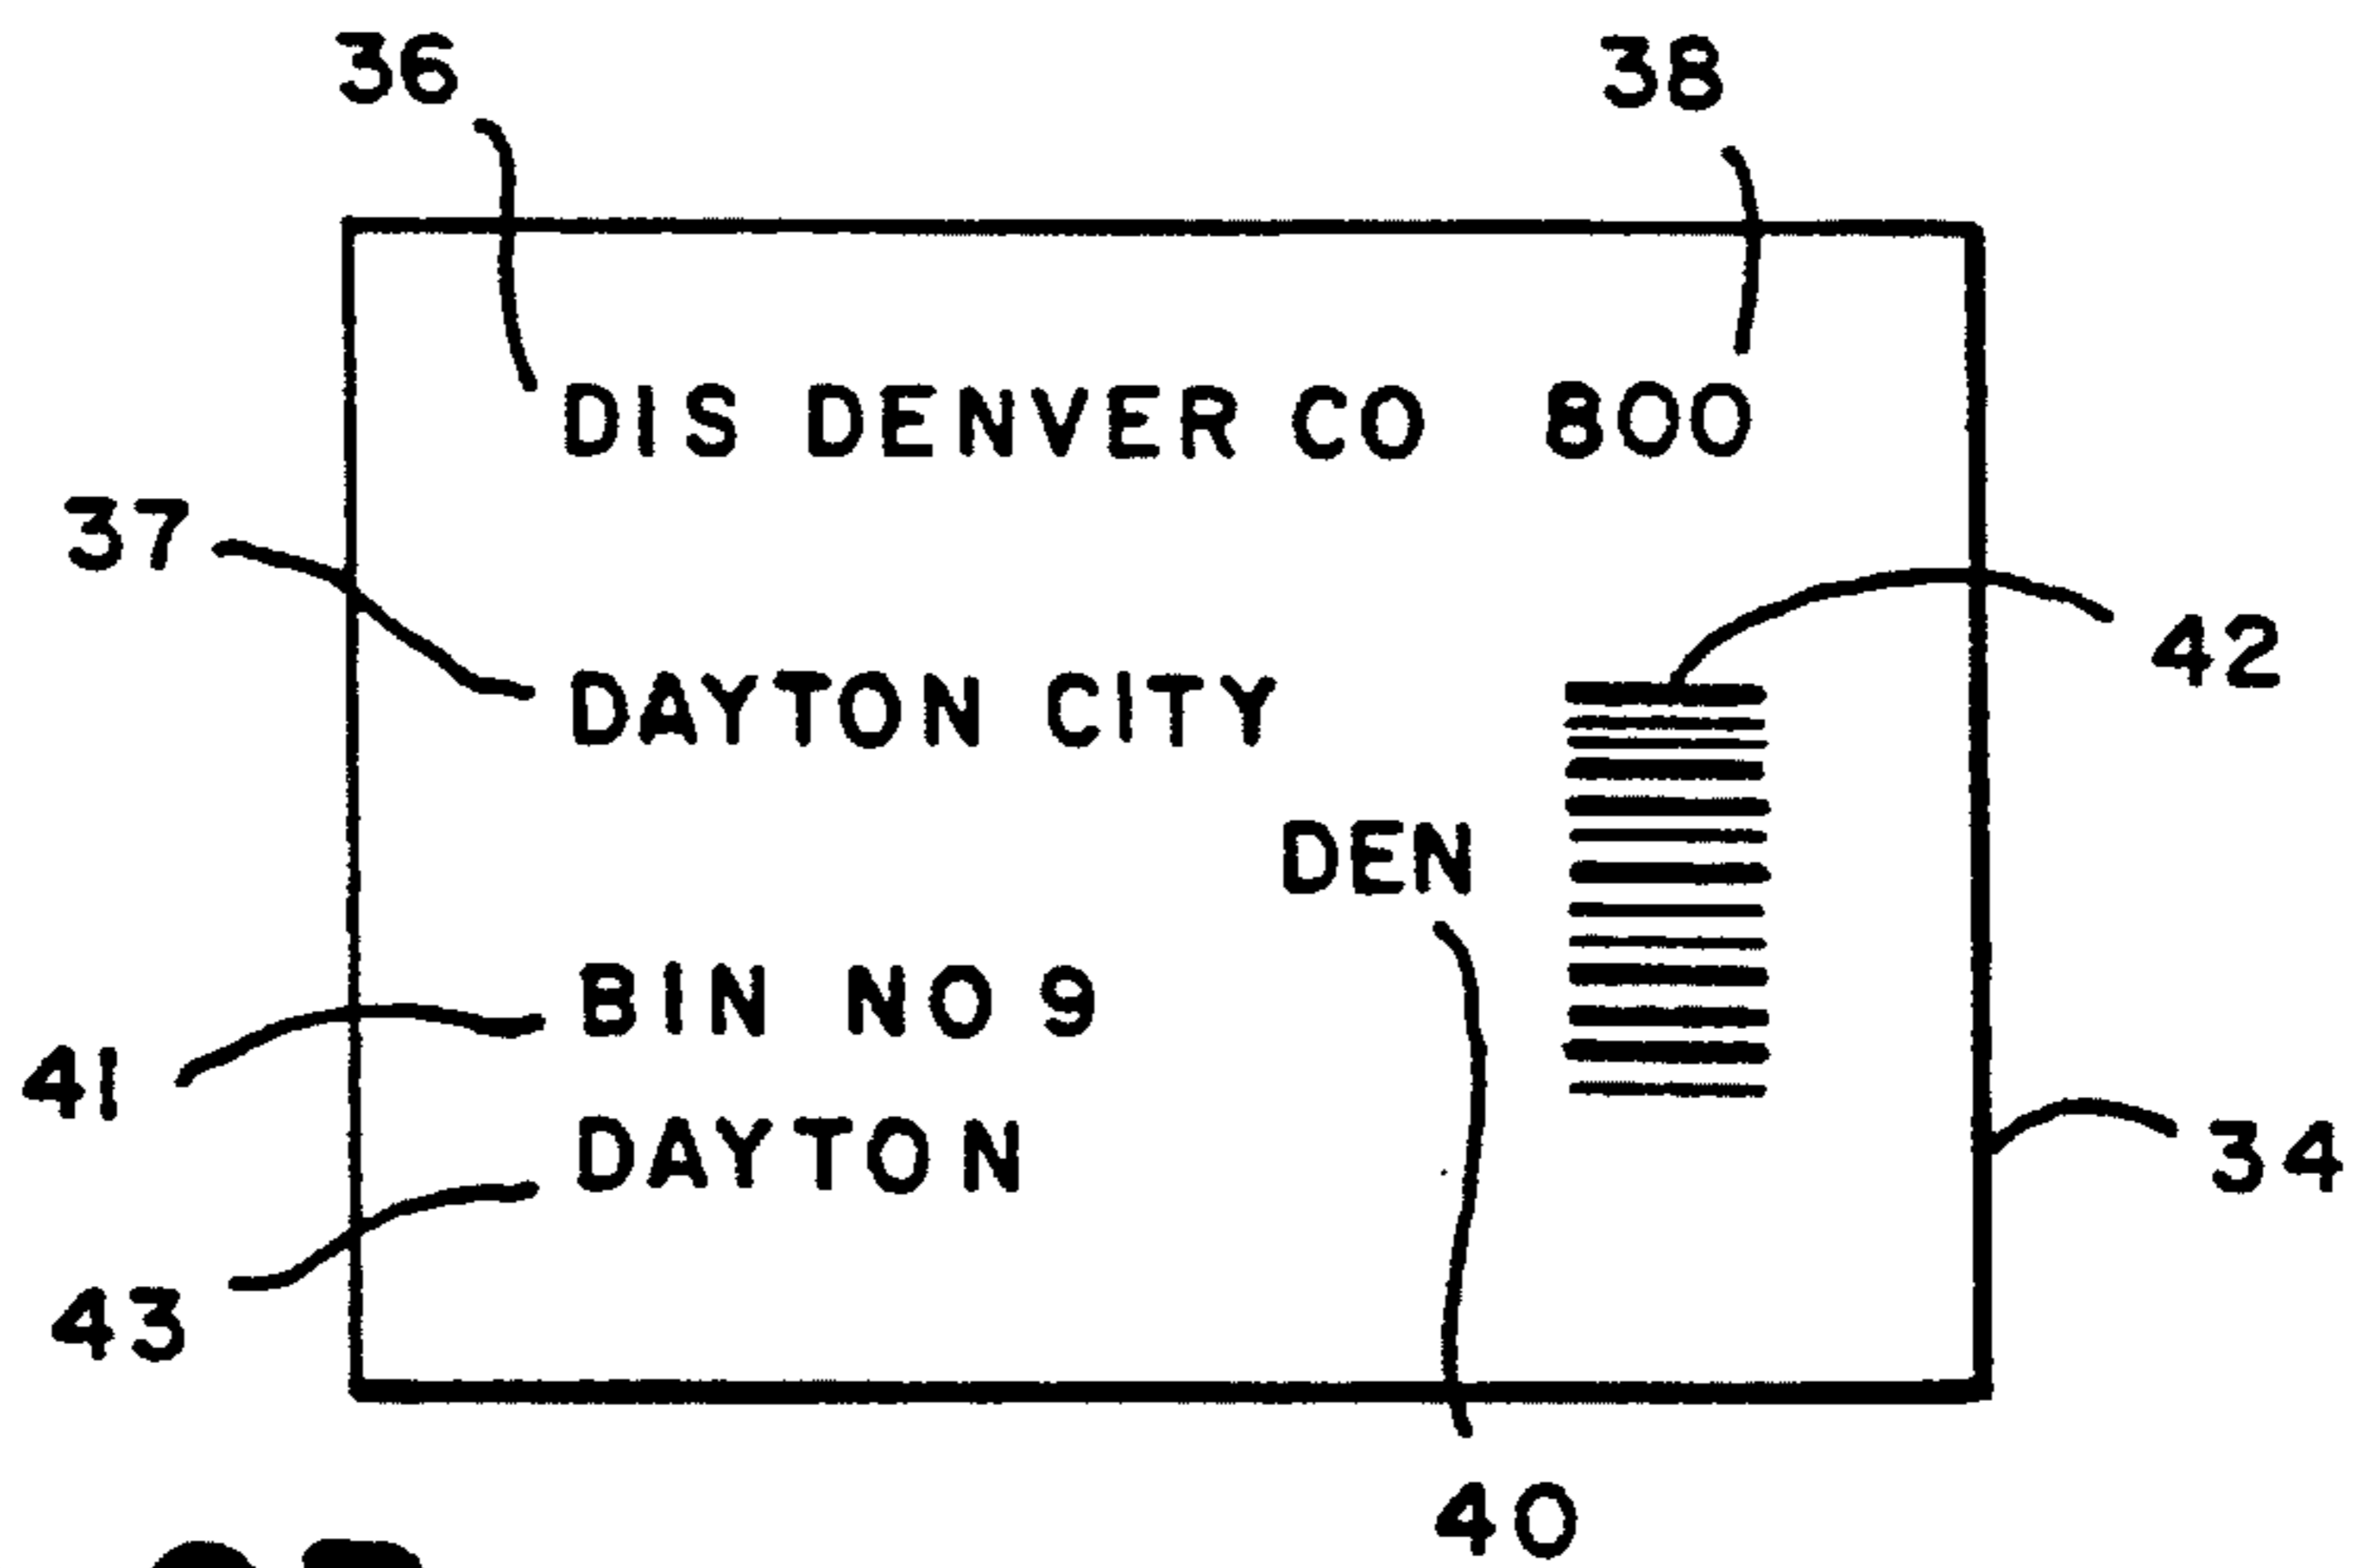 36 38
DIS DENVER CO 800
37
DAYTON CITY
42
DEN
BIN NO 9
41
DAYTON
34
43
40